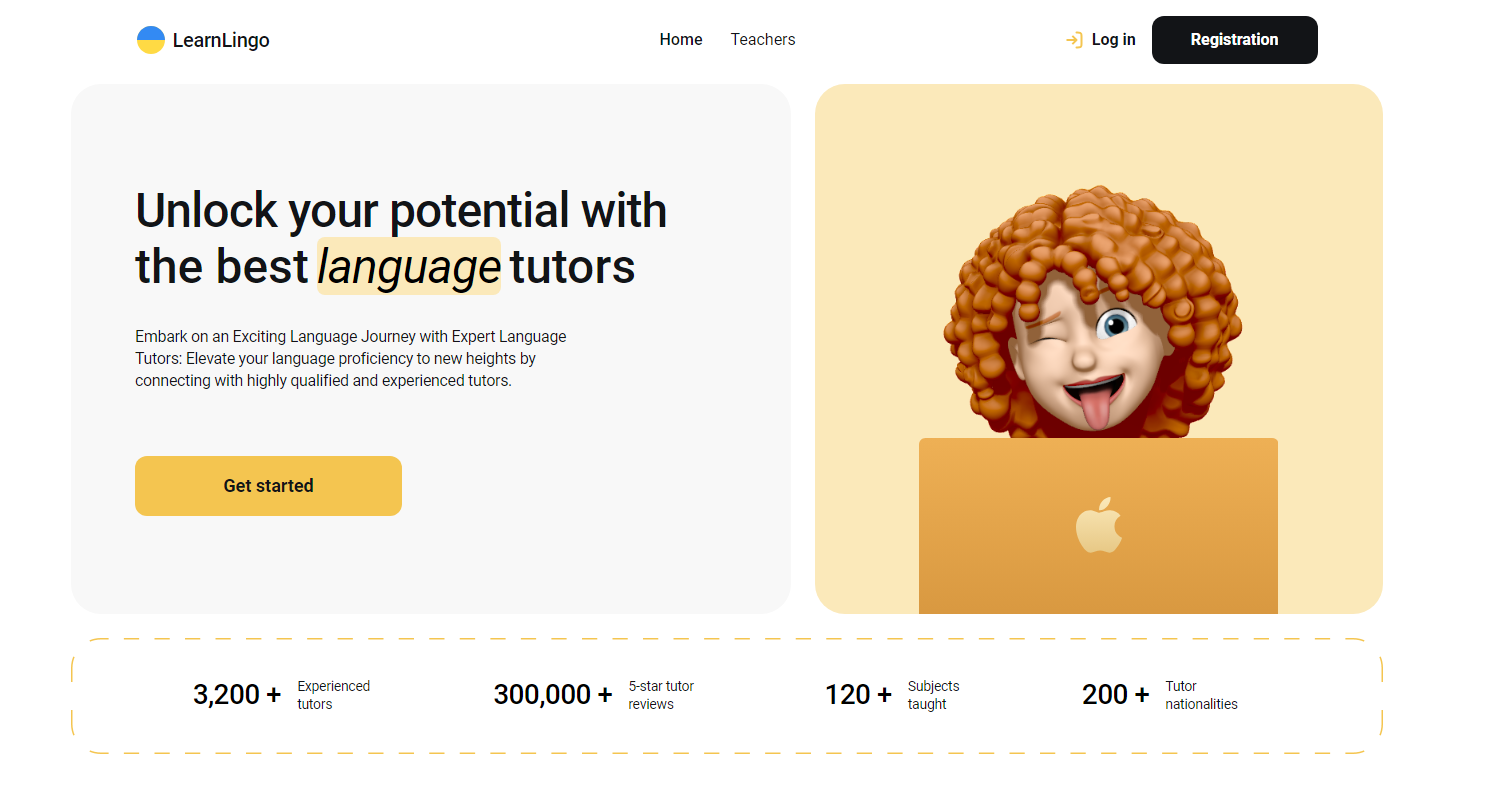 LearnLingo
Home
Teachers
Log in
Registration
Unlock your potential with
the best language tutors
Embark on an Exciting Language Journey with Expert Language
Tutors: Elevate your language proficiency to new heights by
connecting with highly qualified and experienced tutors.
Get started
3,200 +
Experienced
tutors
300,000 +
5-star tutor
reviews
120 +
Subjects
taught
200 +
Tutor
nationalities